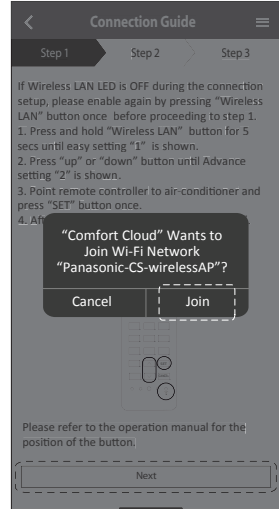 Connection Guide
Step 1 Step 2 Step 3
If Wireless LAN LED is OFF during the connection
setup, please enable again by pressing "Wireless
LAN" button once before proceeding to step 1.
1. Press and hold "Wireless LAN" button for 5
secs until easy setting "1" is shown.
2. Press "up" or "down" button until Advance
setting "2" is shown.
3. Point remote controller to air-conditioner and
press "SET" button once.
4.
"Comfort Cloud" Wants to
Join Wi-Fi Network
"Panasonic-CS-wirelessAP"?
Cancel Join
Please refer to the operation manual for the
position of the button.
Next